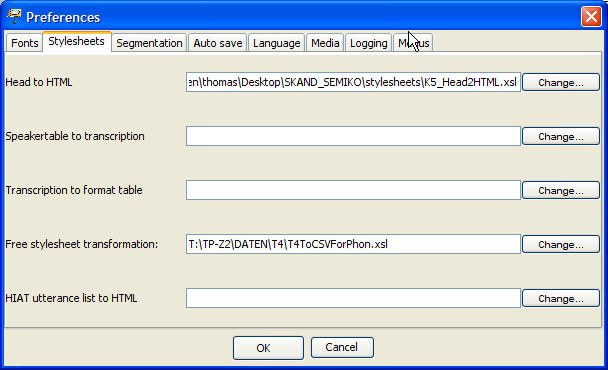 Preferences
Fonts Stylesheets Segmentation Auto save Language Media Logging
Head to HTML en\thomas\Desktop\SKAND_SEMIKO\stylesheets\K5_Head2HTML.xsl Change...
Speakertable to transcription Change...
Transcription to format table Change...
Free stylesheet transformation: T:\TP-Z2\DATEN\T4\T4ToCSVForPhon.xsl Change...
HIAT utterance list to HTML Change...
OK Cancel